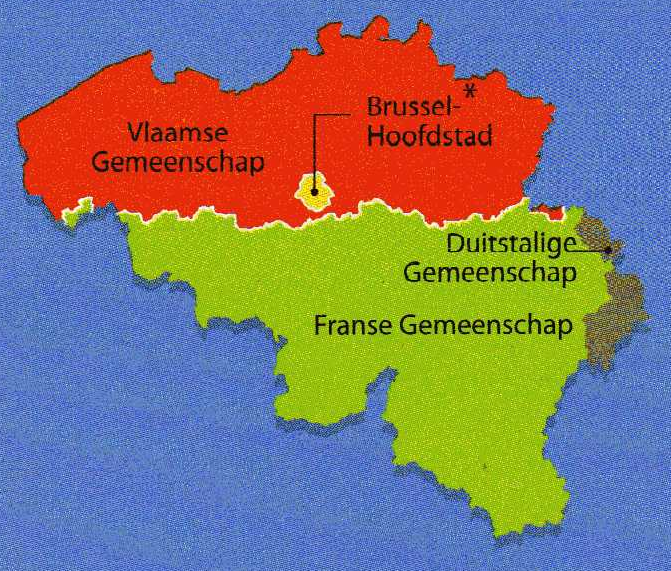 Vlaamse
Gemeenschap
Brussel-*
Hoofdstad
Duitstalige
Gemeenschap
Franse Gemeenschap